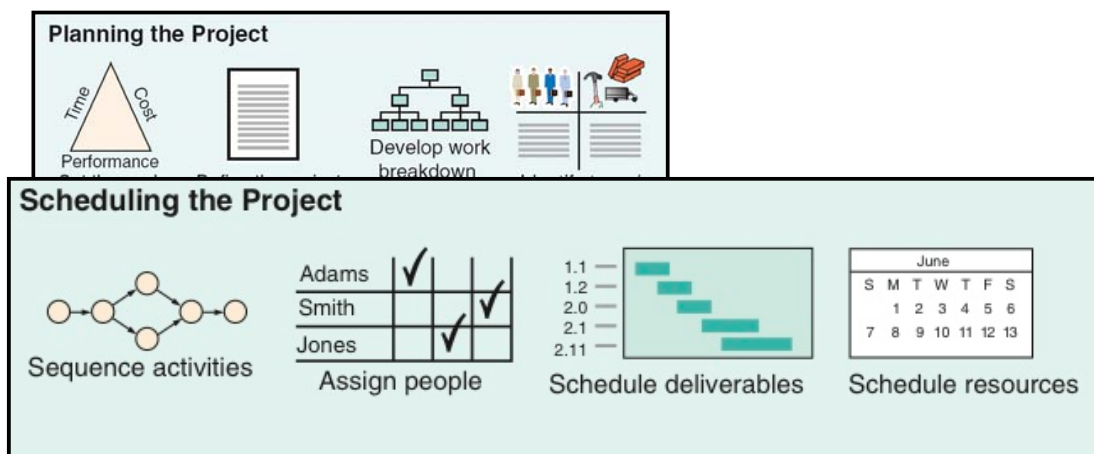 Planning the Project
Time
Cost
Performance
Develop work
breakdown
Scheduling the Project
Sequence activities
Adams
Smith
Jones
Assign people
1.1
1.2
2.0
2.1
2.11
Schedule deliverables
June
S M T W T F S
1 2 3 4 5 6
7 8 9 10 11 12 13
Schedule resources